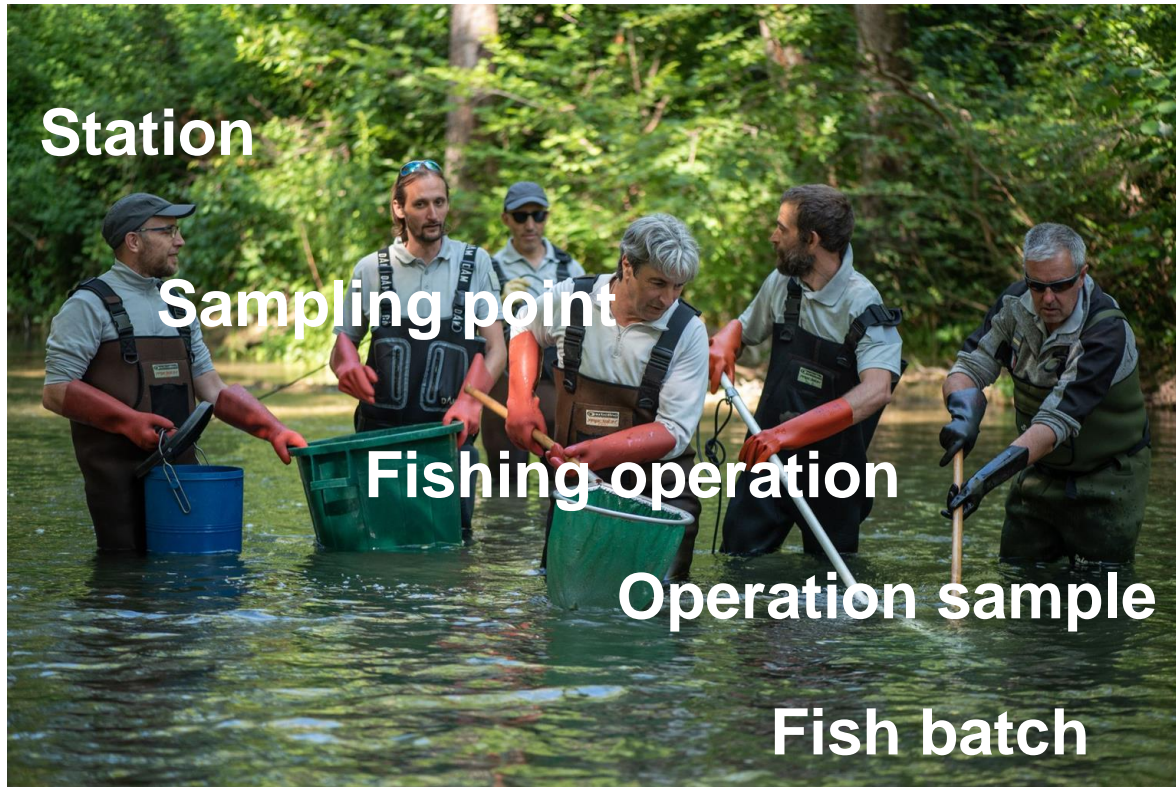 Station
Sampling point
Fishing operation
Operation sample
Fish batch